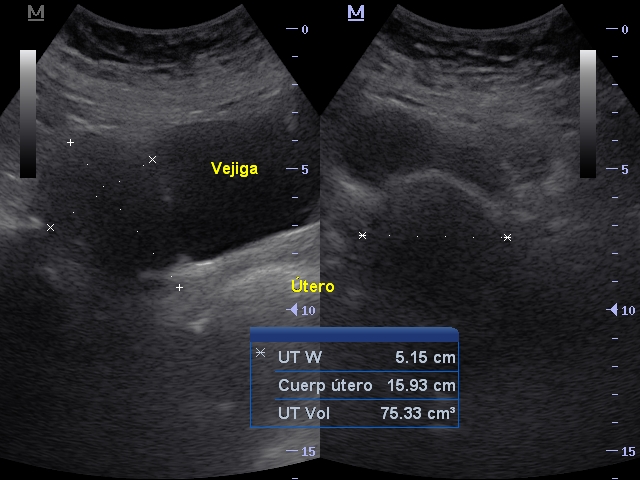 M
M
0
0
Vejiga
5
5
Útero
10
10
UT W 5.15 cm
Cuerp útero 15.93 cm
UT Vol 75.33 cm³
15
15